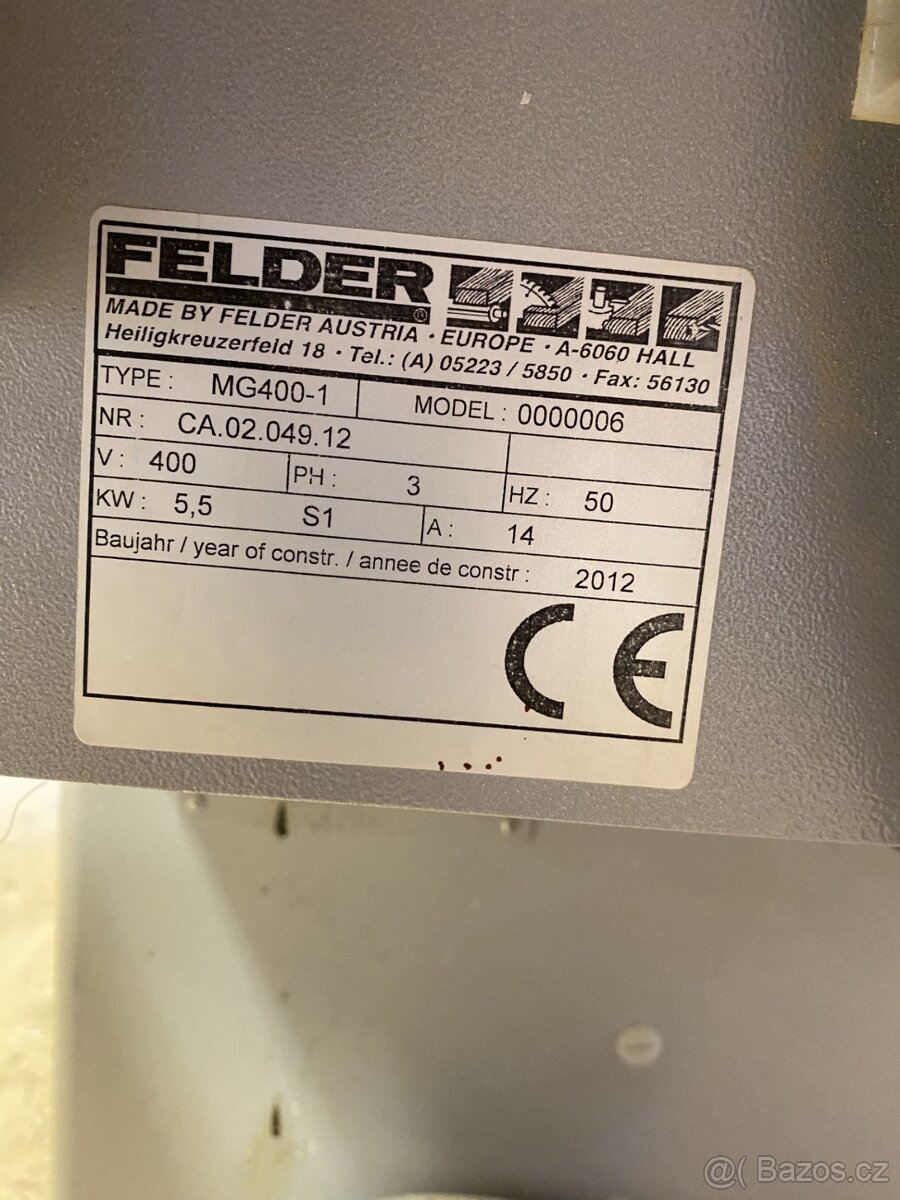 FELDER®
MADE BY FELDER AUSTRIA · EUROPE · A-6060 HALL
Heiligkreuzerfeld 18 · Tel.: (A) 05223 / 5850 · Fax: 56130
TYPE : MG400-1 MODEL : 0000006
NR : CA.02.049.12
V : 400 PH : 3 HZ : 50
KW : 5,5 S1 A : 14
Baujahr / year of constr. / annee de constr : 2012
CE
@( Bazos.cz